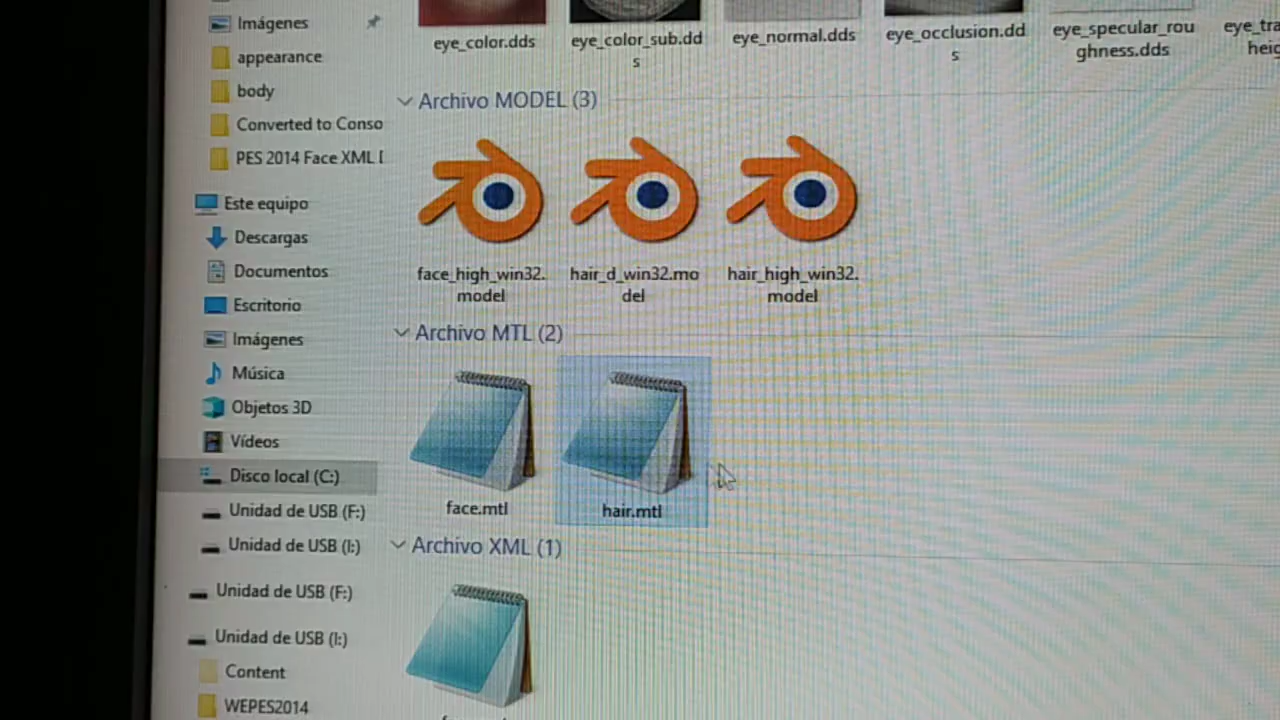 Imágenes
appearance
body
Converted to Conso
PES 2014 Face XML
Este equipo
Descargas
Documentos
Escritorio
Imágenes
Música
Objetos 3D
Vídeos
Disco local (C:)
Unidad de USB (F:)
Unidad de USB (I:)
Unidad de USB (F:)
Unidad de USB (I:)
Content
WEPES2014
eye_color.dds
eye_color_sub.dd
s
eye_normal.dds
eye_occlusion.dd
s
eye_specular_rou
ghness.dds
eye_tra
heig
Archivo MODEL (3)
face_high_win32.
model
hair_d_win32.mo
del
hair_high_win32.
model
Archivo MTL (2)
face.mtl
hair.mtl
Archivo XML (1)